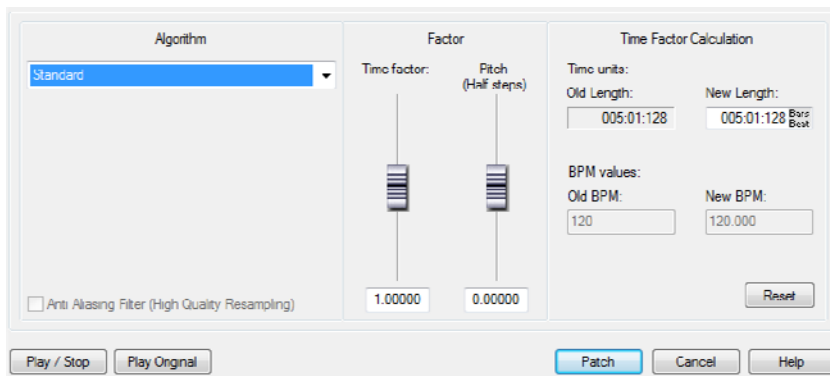 Algorithm
Standard
Anti Aliasing Filter (High Quality Resampling)
Factor
Time factor:
Pitch
(Half steps)
1.00000
0.00000
Time Factor Calculation
Time units:
Old Length:
New Length:
005:01:128
005:01:128 Bars
Beat
BPM values:
Old BPM:
New BPM:
120
120.000
Reset
Play / Stop
Play Original
Patch
Cancel
Help